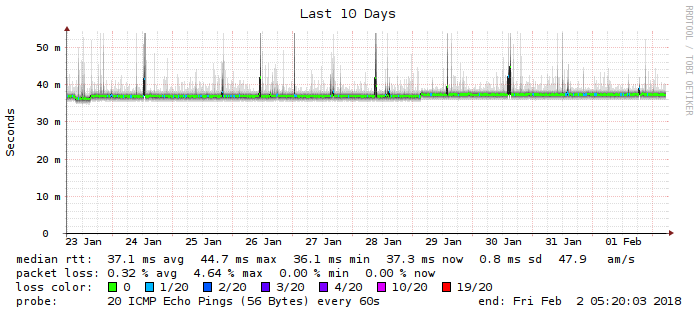 Last 10 Days
RRDTOOL / TOBI OETIKER
Seconds
50 m
40 m
30 m
20 m
10 m
0
23 Jan 24 Jan 25 Jan 26 Jan 27 Jan 28 Jan 29 Jan 30 Jan 31 Jan 01 Feb
median rtt: 37.1 ms avg 44.7 ms max 36.1 ms min 37.3 ms now 0.8 ms sd 47.9 am/s
packet loss: 0.32 % avg 4.64 % max 0.00 % min 0.00 % now
loss color: 0 1/20 2/20 3/20 4/20 10/20 19/20
probe: 20 ICMP Echo Pings (56 Bytes) every 60s end: Fri Feb 2 05:20:03 2018